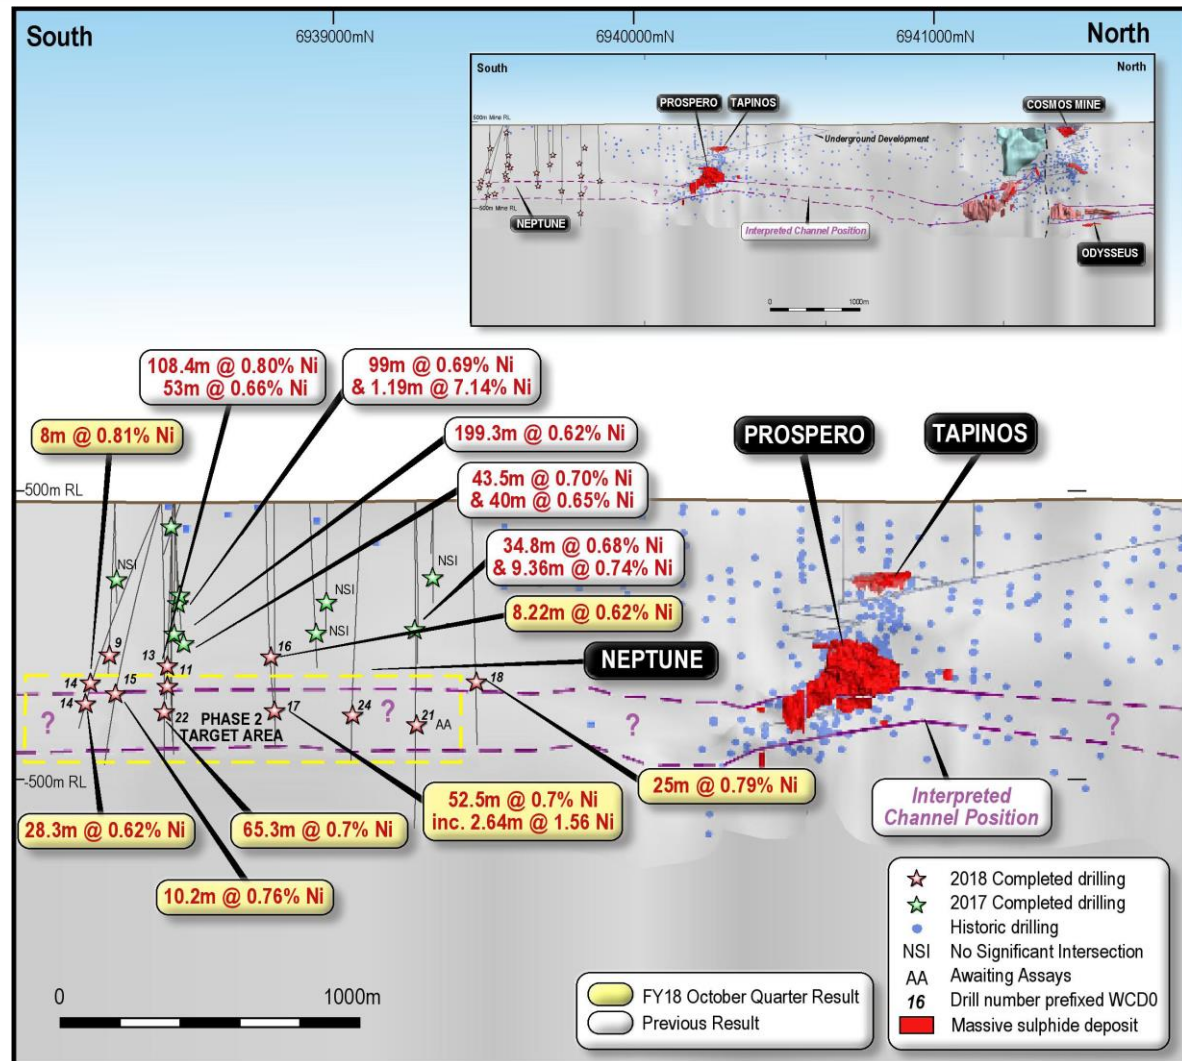 South
6939000mN
6940000mN
6941000mN
North
South
North
PROSPERO
TAPINOS
COSMOS MINE
500m Mine RL
Underground Development
?
?
?
-500m Mine RL
NEPTUNE
Interpreted Channel Position
ODYSSEUS
0
1000m
108.4m @ 0.80% Ni
53m @ 0.66% Ni
99m @ 0.69% Ni
& 1.19m @ 7.14% Ni
8m @ 0.81% Ni
199.3m @ 0.62% Ni
PROSPERO
TAPINOS
43.5m @ 0.70% Ni
& 40m @ 0.65% Ni
500m RL
34.8m @ 0.68% Ni
& 9.36m @ 0.74% Ni
NSI
NSI
NSI
8.22m @ 0.62% Ni
NEPTUNE
9
13
11
16
14
15
18
14
22
17
24
21
AA
?
PHASE 2
TARGET AREA
?
?
?
-500m RL
28.3m @ 0.62% Ni
65.3m @ 0.7% Ni
52.5m @ 0.7% Ni
inc. 2.64m @ 1.56 Ni
25m @ 0.79% Ni
Interpreted
Channel Position
10.2m @ 0.76% Ni
2018 Completed drilling
2017 Completed drilling
Historic drilling
NSI No Significant Intersection
AA Awaiting Assays
16 Drill number prefixed WCD0
Massive sulphide deposit
FY18 October Quarter Result
Previous Result
0
1000m